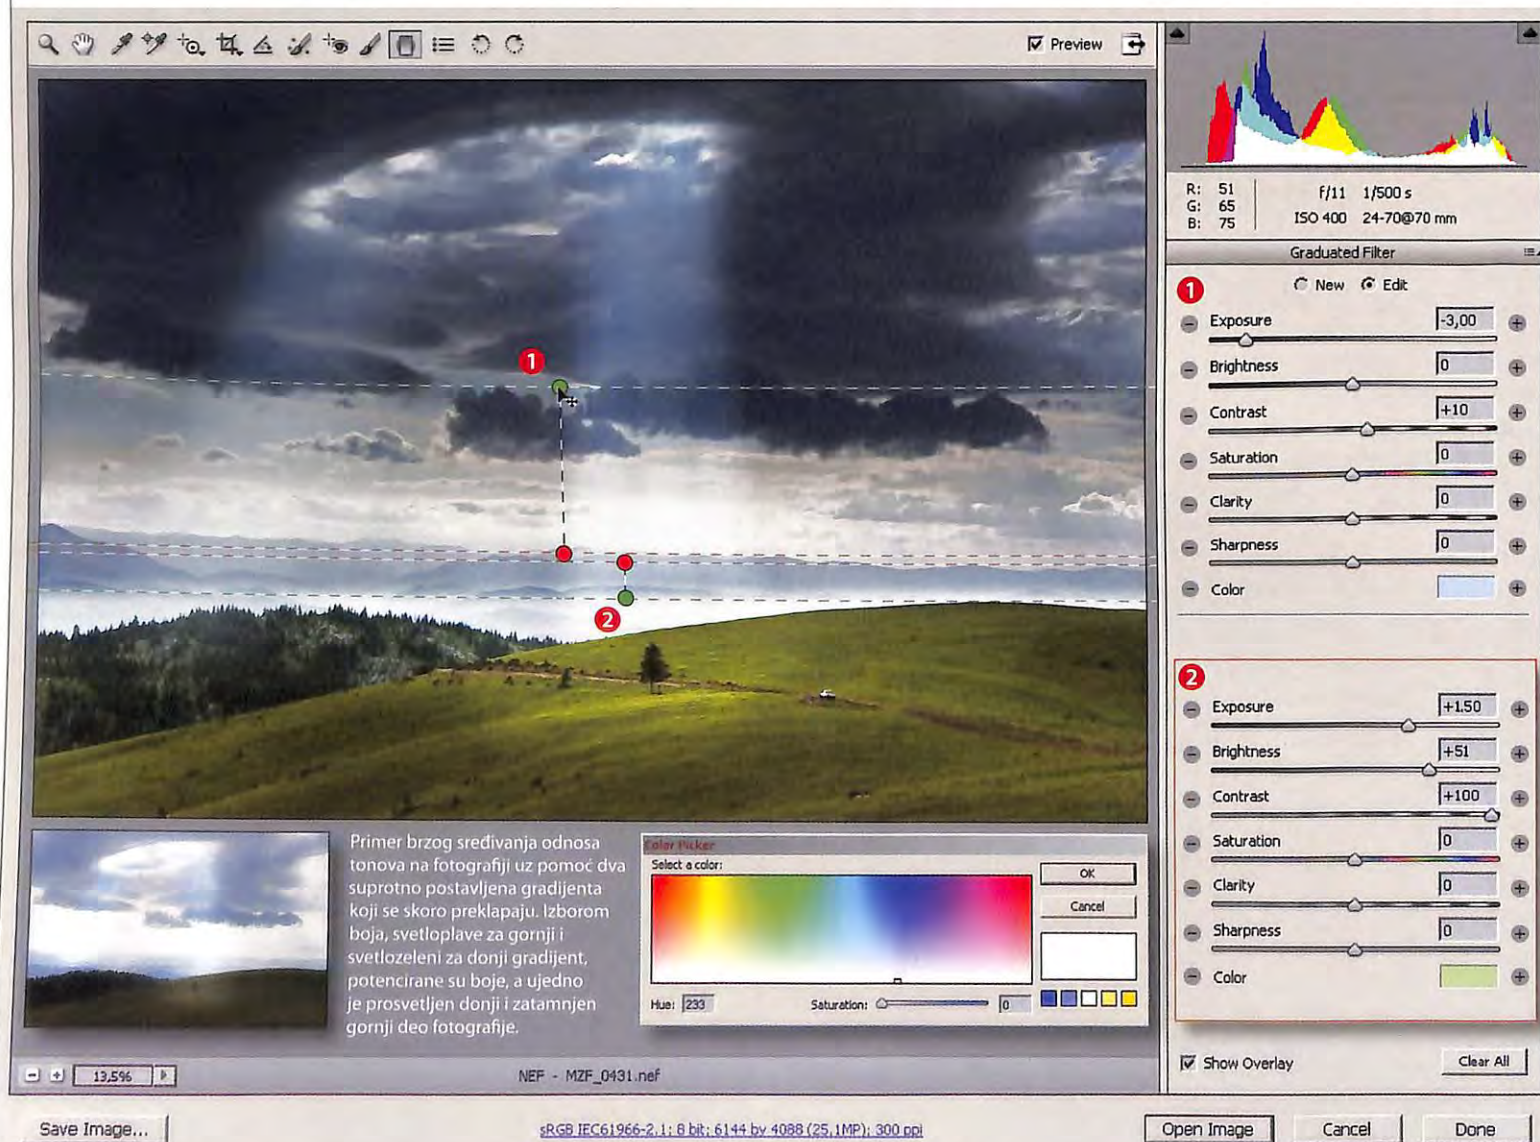 Preview
R: 51
G: 65
B: 75
f/11 1/500 s
ISO 400 24-70@70 mm
Graduated Filter
1
New Edit
Exposure -3,00
Brightness 0
Contrast +10
Saturation 0
Clarity 0
Sharpness 0
Color
1
2
2
Exposure +1.50
Brightness +51
Contrast +100
Saturation 0
Clarity 0
Sharpness 0
Color
Show Overlay
Clear All
Primer brzog sređivanja odnosa
tonova na fotografiji uz pomoć dva
suprotno postavljena gradijenta
koji se skoro preklapaju. Izborom
boja, svetloplave za gornji i
svetlozeleni za donji gradijent,
potencirane su boje, a ujedno
je prosvetljen donji i zatamnjen
gornji deo fotografije.
Color Picker
Select a color:
OK
Cancel
Hue: 233
Saturation: 0
13,5%
NEF - MZF_0431.nef
Save Image...
sRGB IEC61966-2.1; 8 bit; 6144 by 4088 (25,1MP); 300 ppi
Open Image
Cancel
Done